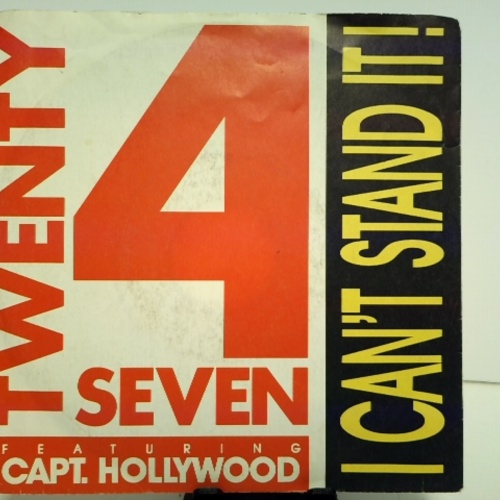 TWENTY
4
SEVEN
FEATURING
CAPT. HOLLYWOOD
I CAN'T STAND IT!